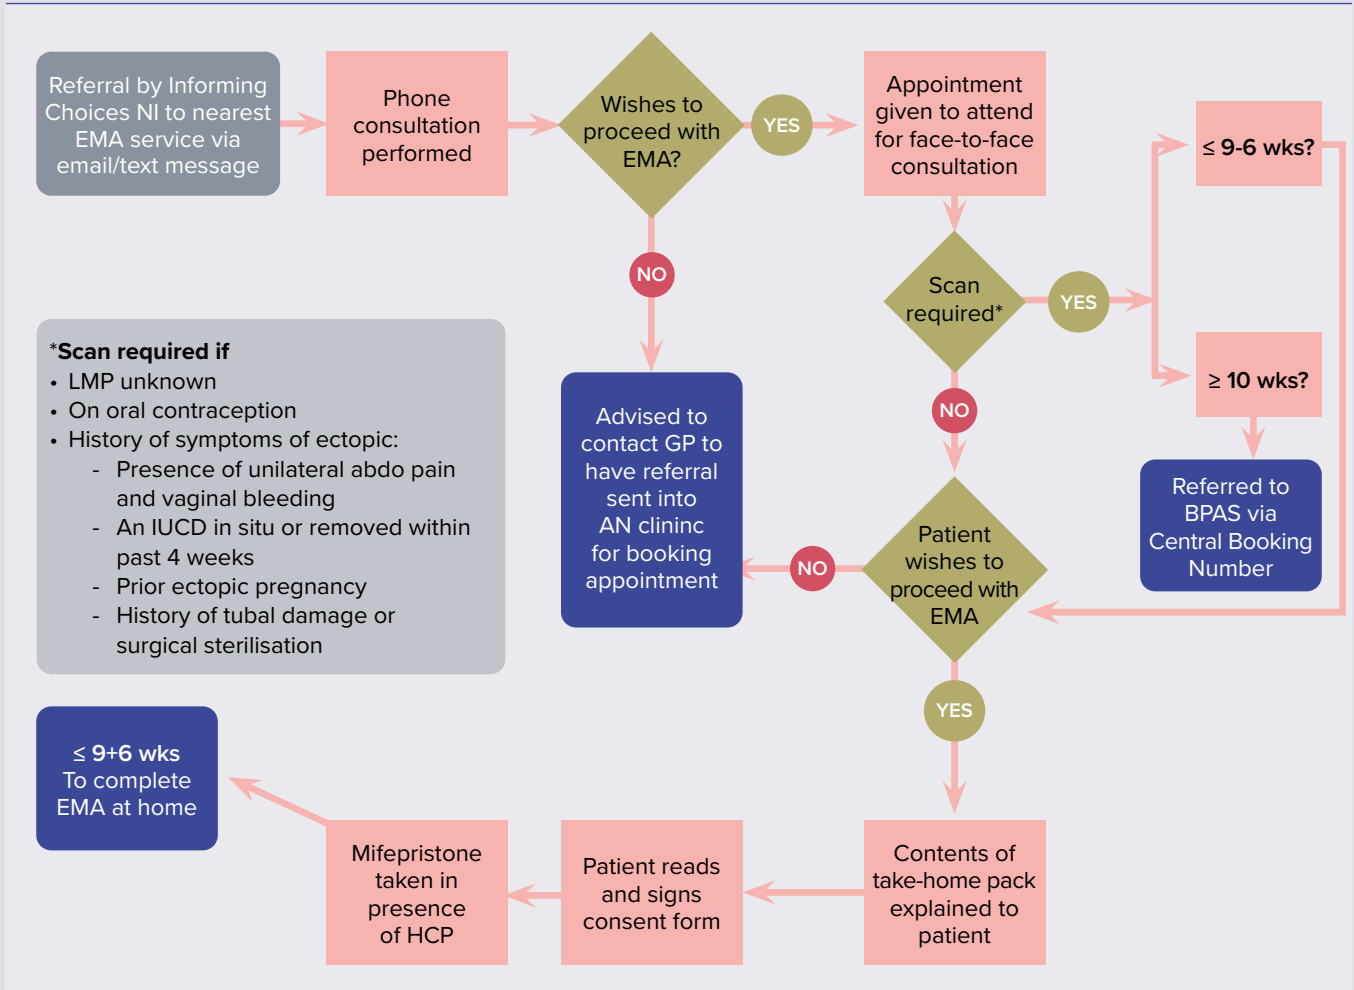 Referral by Informing
Choices NI to nearest
EMA service via
email/text message
Phone
consultation
performed
Wishes to
proceed with
EMA?
YES
Appointment
given to attend
for face-to-face
consultation
≤ 9-6 wks?
NO
Scan
required*
YES
≥ 10 wks?
*Scan required if
• LMP unknown
• On oral contraception
• History of symptoms of ectopic:
- Presence of unilateral abdo pain
and vaginal bleeding
- An IUCD in situ or removed within
past 4 weeks
- Prior ectopic pregnancy
- History of tubal damage or
surgical sterilisation
Advised to
contact GP to
have referral
sent into
AN clininc
for booking
appointment
NO
Patient
wishes to
proceed with
EMA
NO
Referred to
BPAS via
Central Booking
Number
YES
≤ 9+6 wks
To complete
EMA at home
Mifepristone
taken in
presence
of HCP
Patient reads
and signs
consent form
Contents of
take-home pack
explained to
patient